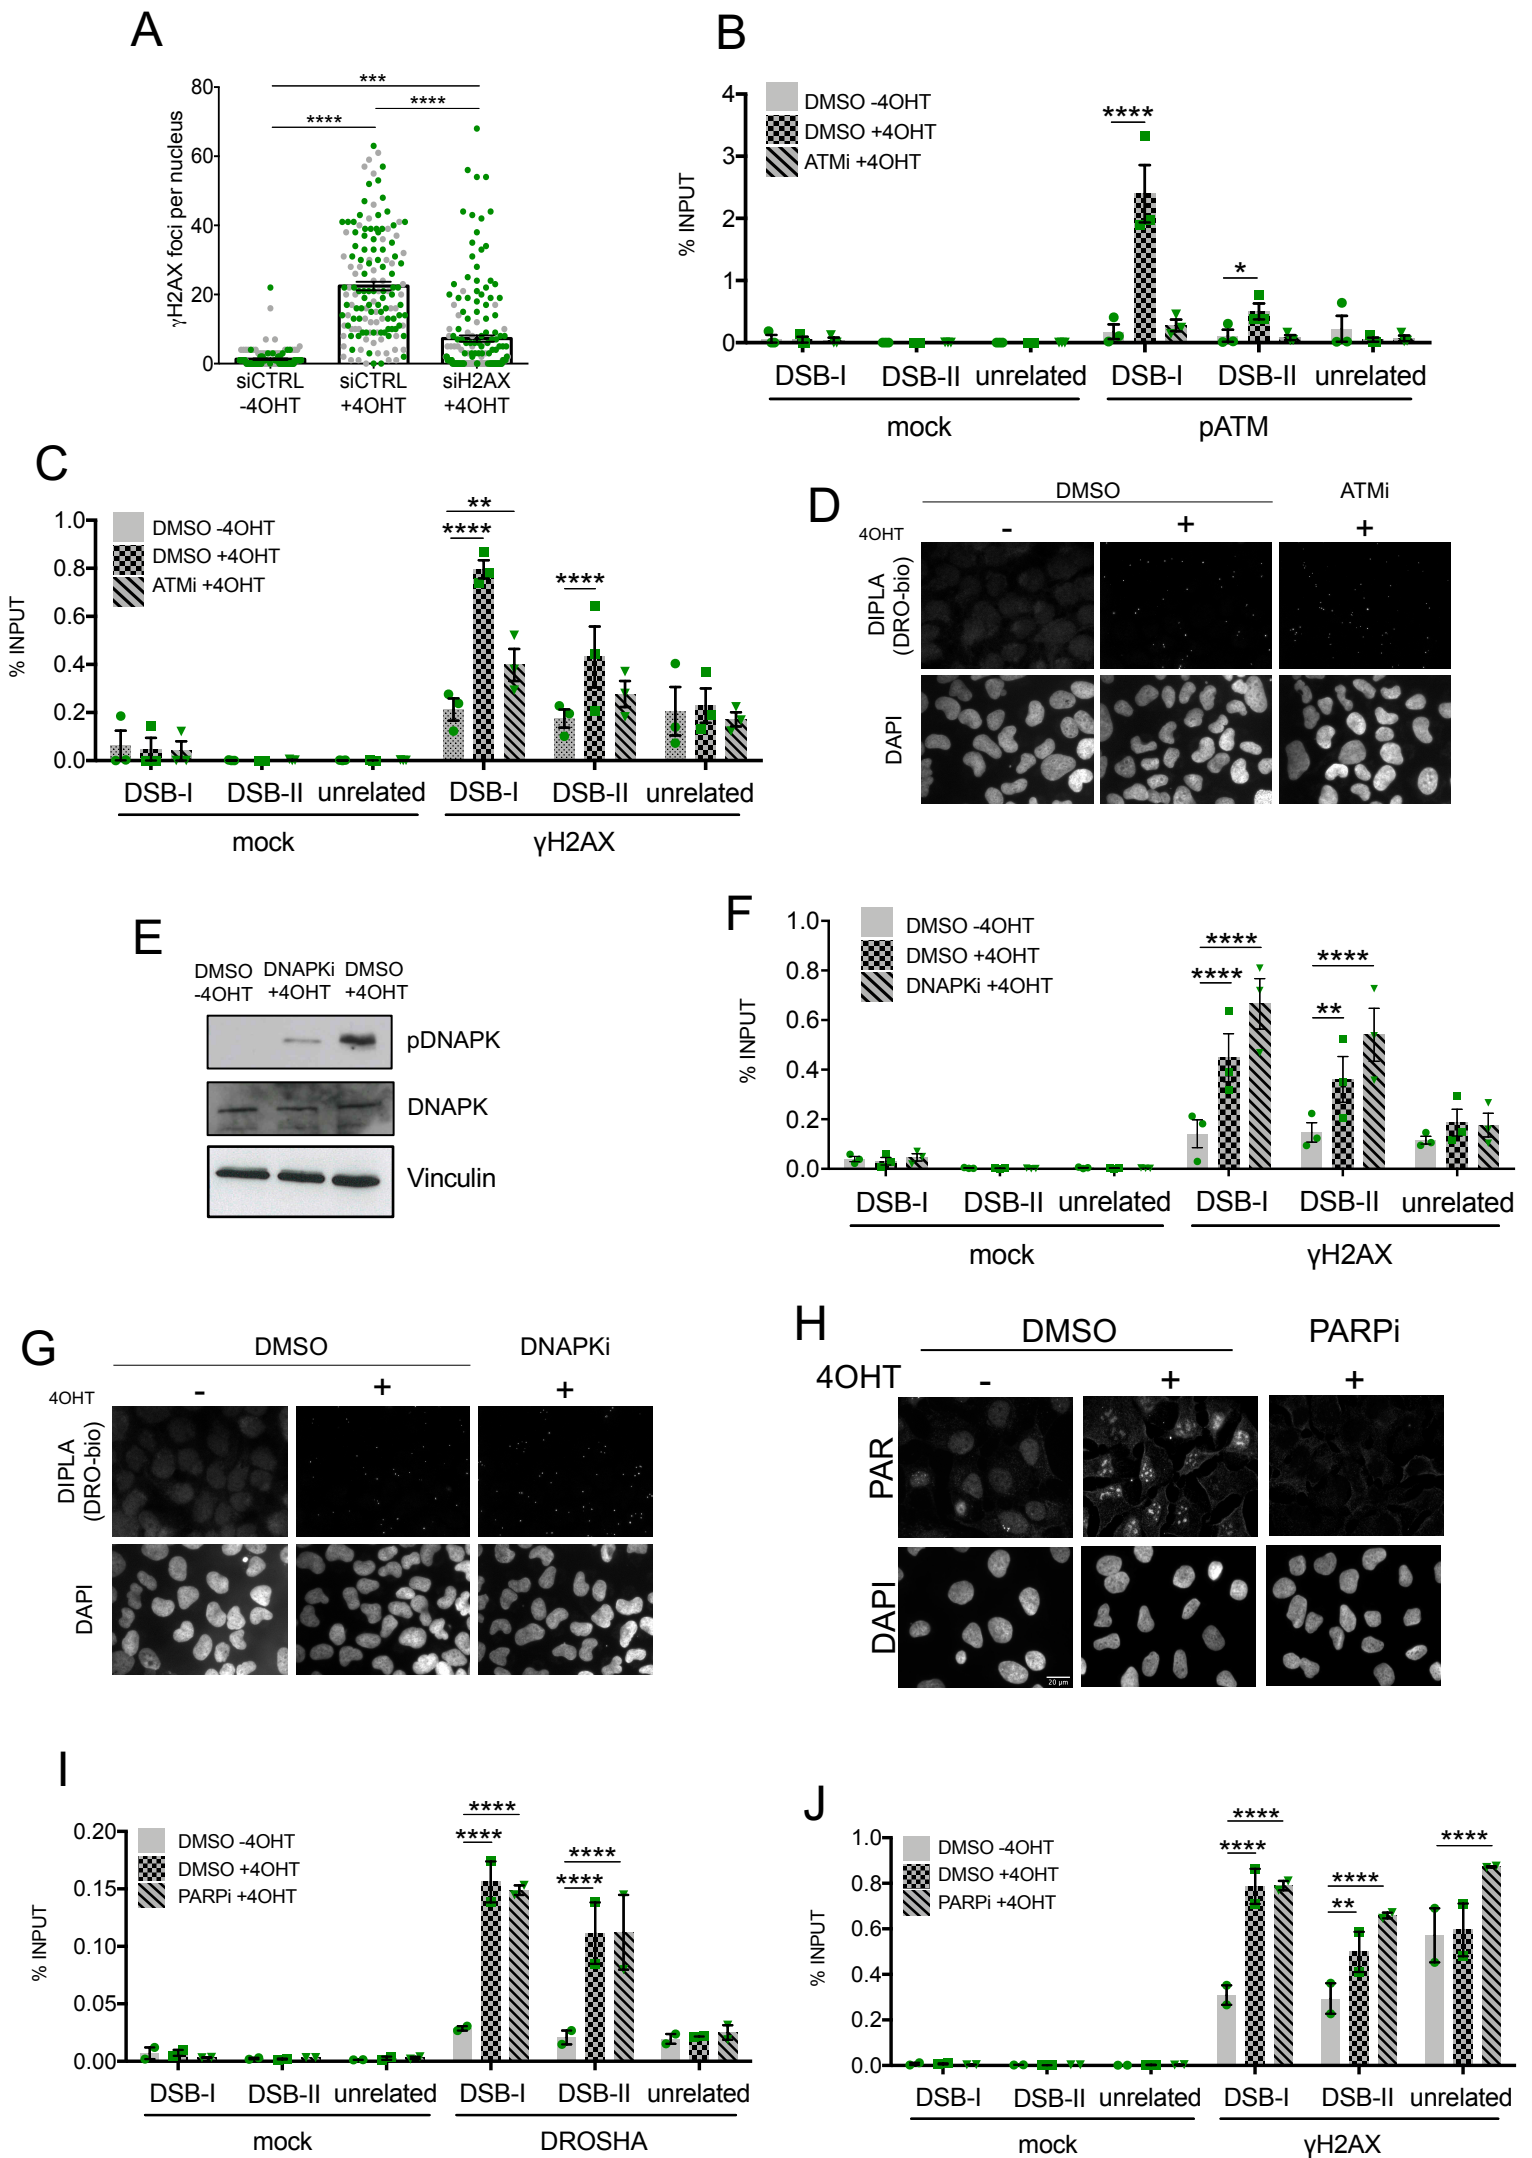 A
γH2AX foci per nucleus
80
60
40
20
0
***
****
****
siCTRL
-4OHT
siCTRL
+4OHT
siH2AX
+4OHT
B
% INPUT
4
3
2
1
0
DMSO -4OHT
DMSO +4OHT
ATMi +4OHT
****
*
DSB-I DSB-II unrelated DSB-I DSB-II unrelated
mock pATM
C
% INPUT
1.0
0.8
0.6
0.4
0.2
0.0
DMSO -4OHT
DMSO +4OHT
ATMi +4OHT
**
****
****
DSB-I DSB-II unrelated DSB-I DSB-II unrelated
mock γH2AX
D
DMSO ATMi
4OHT - + +
DIPLA
(DRO-bio)
DAPI
E
DMSO
-4OHT
DNAPKi
+4OHT
DMSO
+4OHT
pDNAPK
DNAPK
Vinculin
F
% INPUT
1.0
0.8
0.6
0.4
0.2
0.0
DMSO -4OHT
DMSO +4OHT
DNAPKi +4OHT
****
****
****
**
DSB-I DSB-II unrelated DSB-I DSB-II unrelated
mock γH2AX
G
DMSO DNAPKi
4OHT - + +
DIPLA
(DRO-bio)
DAPI
H
DMSO PARPi
4OHT - + +
PAR
DAPI
20 µm
I
% INPUT
0.20
0.15
0.10
0.05
0.00
DMSO -4OHT
DMSO +4OHT
PARPi +4OHT
****
****
****
****
DSB-I DSB-II unrelated DSB-I DSB-II unrelated
mock DROSHA
J
% INPUT
1.0
0.8
0.6
0.4
0.2
0.0
DMSO -4OHT
DMSO +4OHT
PARPi +4OHT
****
****
****
**
****
DSB-I DSB-II unrelated DSB-I DSB-II unrelated
mock γH2AX